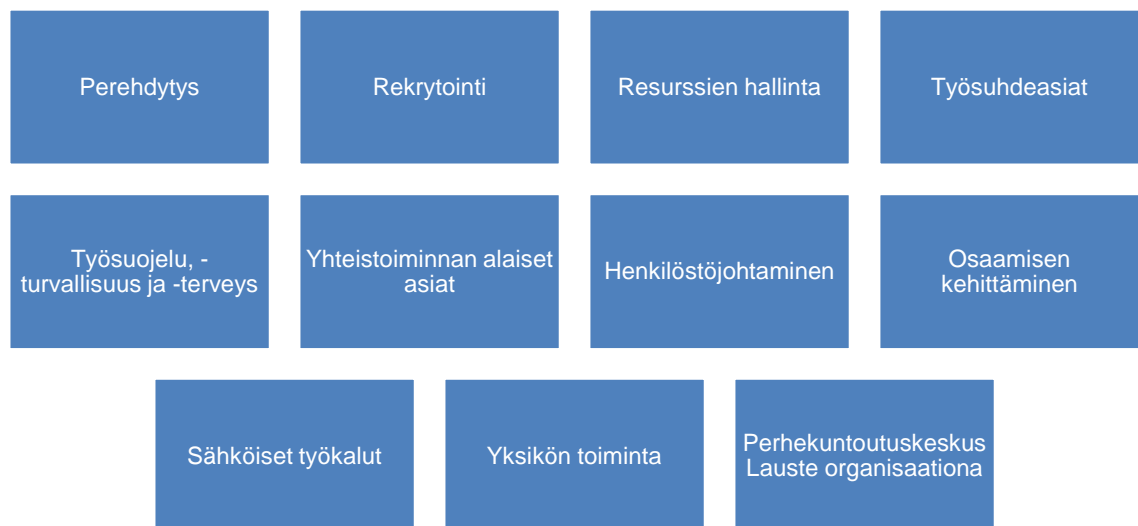 Perehdytys
Rekrytointi
Resurssien hallinta
Työsuhdeasiat
Työsuojelu, -
turvallisuus ja -terveys
Yhteistoiminnan alaiset
asiat
Henkilöstöjohtaminen
Osaamisen
kehittäminen
Sähköiset työkalut
Yksikön toiminta
Perhekuntoutuskeskus
Lauste organisaationa